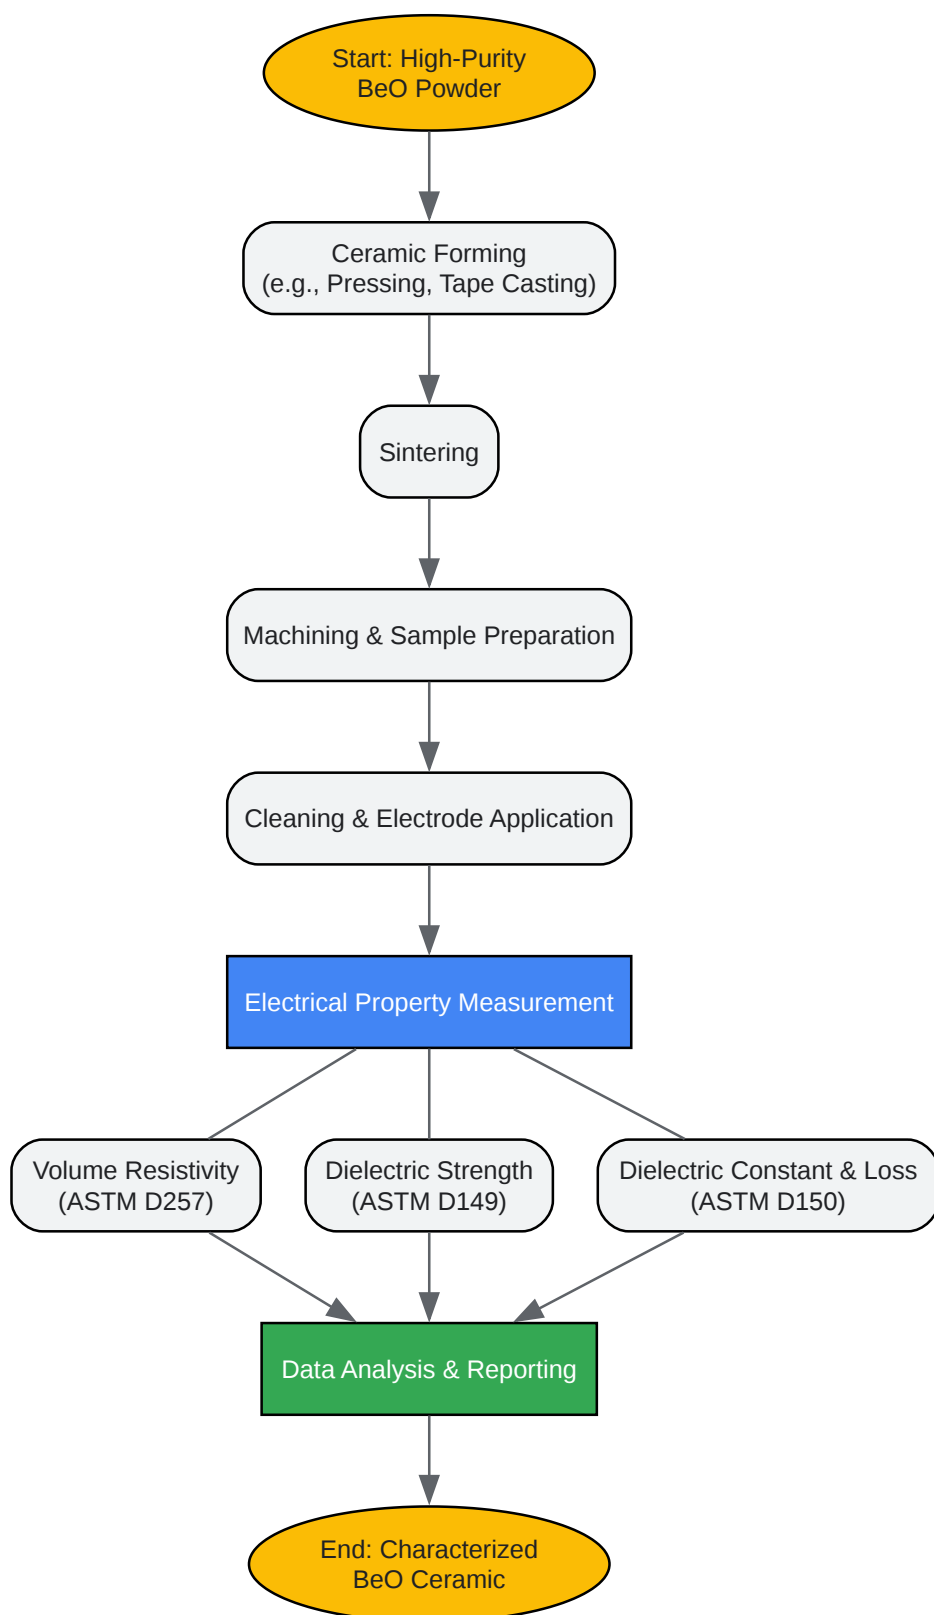 Start: High-Purity
BeO Powder
Ceramic Forming
(e.g., Pressing, Tape Casting)
Sintering
Machining & Sample Preparation
Cleaning & Electrode Application
Electrical Property Measurement
Volume Resistivity
(ASTM D257)
Dielectric Strength
(ASTM D149)
Dielectric Constant & Loss
(ASTM D150)
Data Analysis & Reporting
End: Characterized
BeO Ceramic